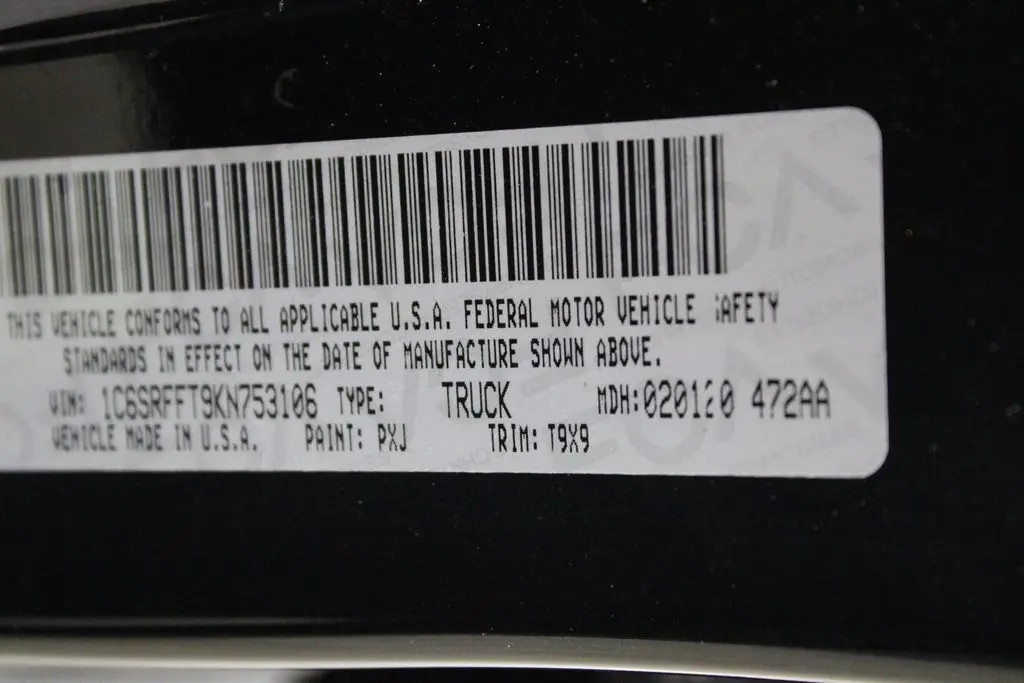 THIS VEHICLE CONFORMS TO ALL APPLICABLE U.S.A. FEDERAL MOTOR VEHICLE SAFETY
STANDARDS IN EFFECT ON THE DATE OF MANUFACTURE SHOWN ABOVE.
VIN: 1C6SRFFT9KN753106 TYPE: TRUCK MDH:020120 472AA
VEHICLE MADE IN U.S.A. PAINT: PXJ TRIM: T9X9